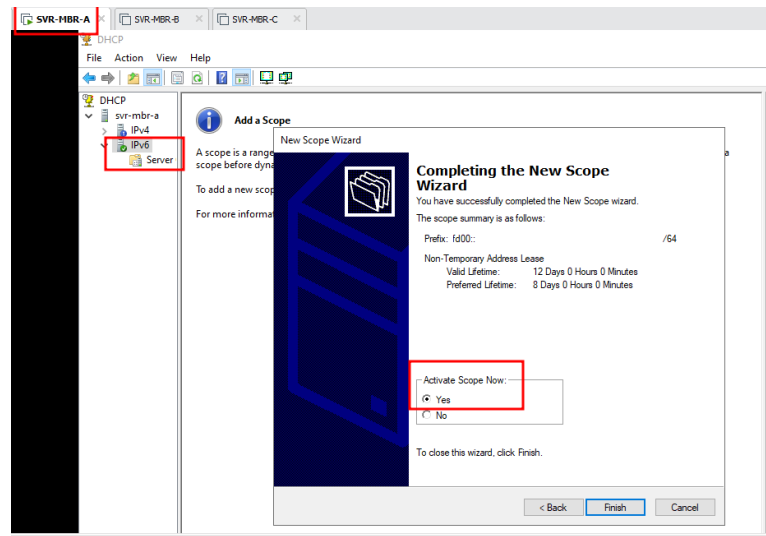 SVR-MBR-A
SVR-MBR-B
SVR-MBR-C
DHCP
File Action View Help
DHCP
svr-mbr-a
IPv4
IPv6
Server
Add a Scope
A scope is a range
a
scope before dyna
To add a new scop
For more informat
New Scope Wizard
Completing the New Scope
Wizard
You have successfully completed the New Scope wizard.
The scope summary is as follows:
Prefix: fd00:: /64
Non-Temporary Address Lease
Valid Lifetime: 12 Days 0 Hours 0 Minutes
Preferred Lifetime: 8 Days 0 Hours 0 Minutes
Activate Scope Now:
Yes
No
To close this wizard, click Finish.
< Back Finish Cancel